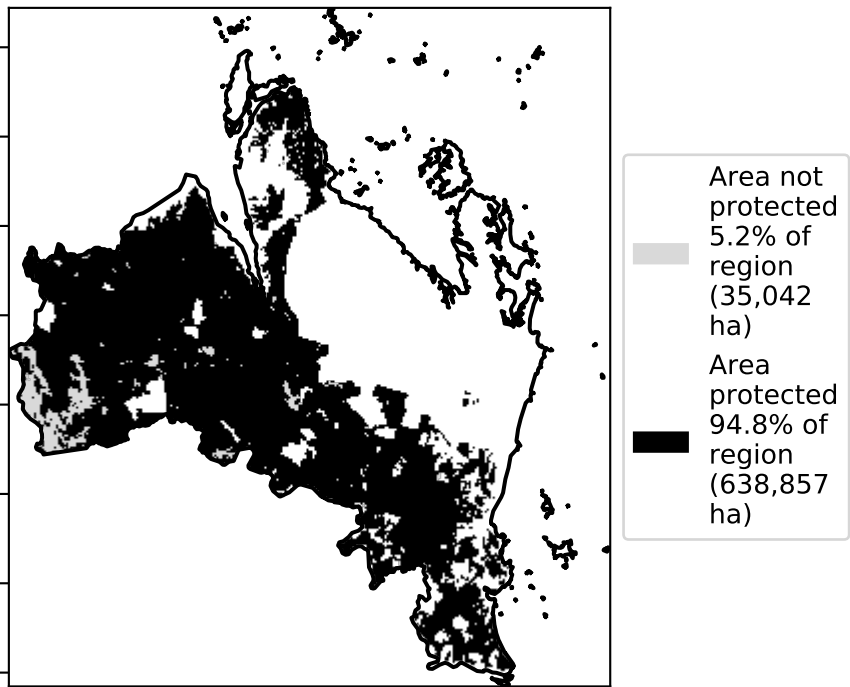 Area not
protected
5.2% of
region
(35,042
ha)
Area
protected
94.8% of
region
(638,857
ha)